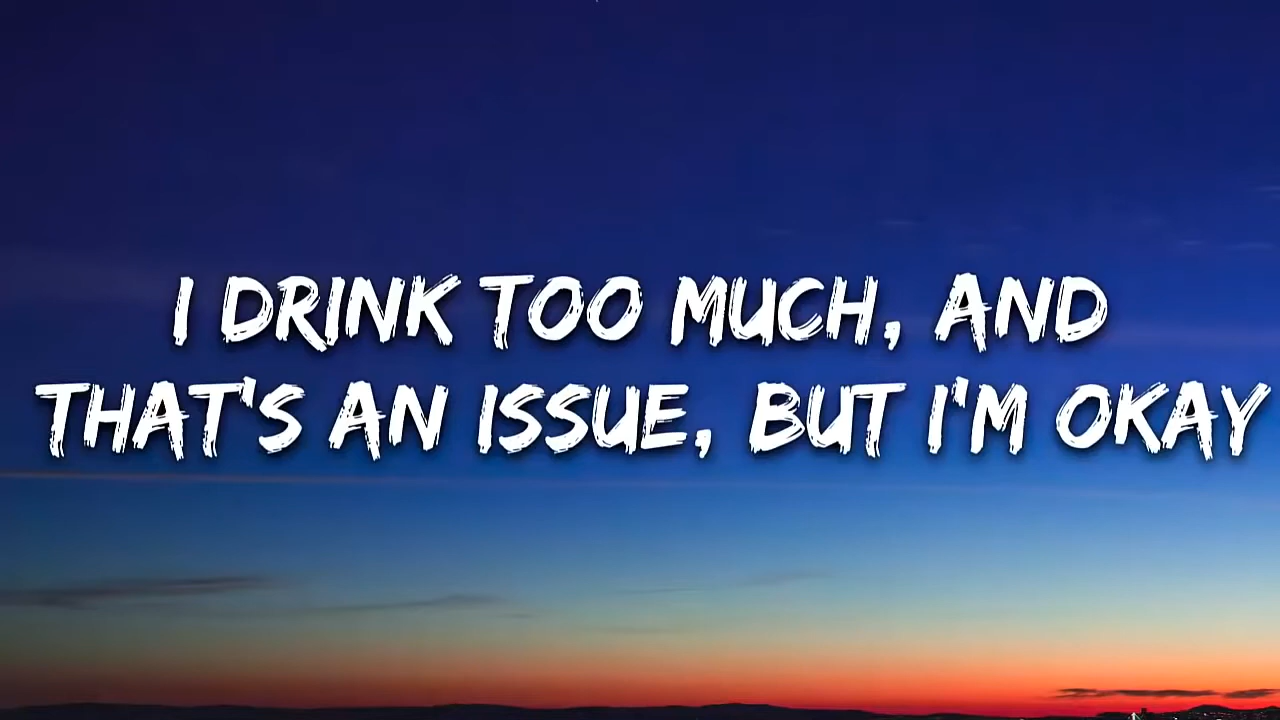 I DRINK TOO MUCH, AND
THAT'S AN ISSUE, BUT I'M OKAY